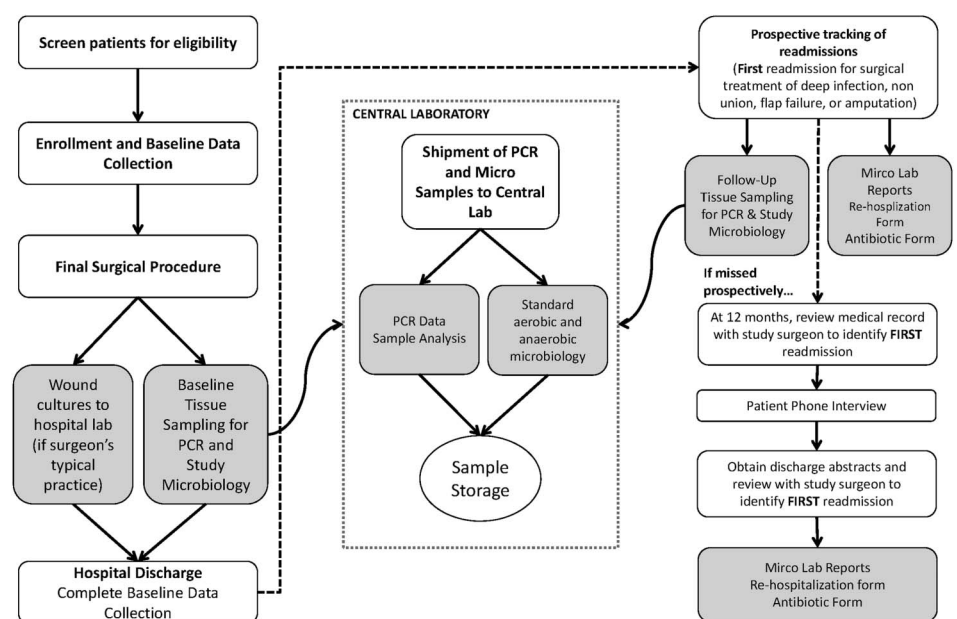 Screen patients for eligibility
Enrollment and Baseline Data
Collection
Final Surgical Procedure
Wound
cultures to
hospital lab
(if surgeon's
typical
practice)
Baseline
Tissue
Sampling for
PCR and
Study
Microbiology
Hospital Discharge
Complete Baseline Data
Collection
CENTRAL LABORATORY
Shipment of PCR
and Micro
Samples to Central
Lab
PCR Data
Sample Analysis
Standard
aerobic and
anaerobic
microbiology
Sample
Storage
Prospective tracking of
readmissions
(First readmission for surgical
treatment of deep infection, non
union, flap failure, or amputation)
Follow-Up
Tissue Sampling
for PCR & Study
Microbiology
Mirco Lab
Reports
Re-hosplization
Form
Antibiotic Form
If missed
prospectively...
At 12 months, review medical record
with study surgeon to identify FIRST
readmission
Patient Phone Interview
Obtain discharge abstracts and
review with study surgeon to
identify FIRST readmission
Mirco Lab Reports
Re-hospitalization form
Antibiotic Form